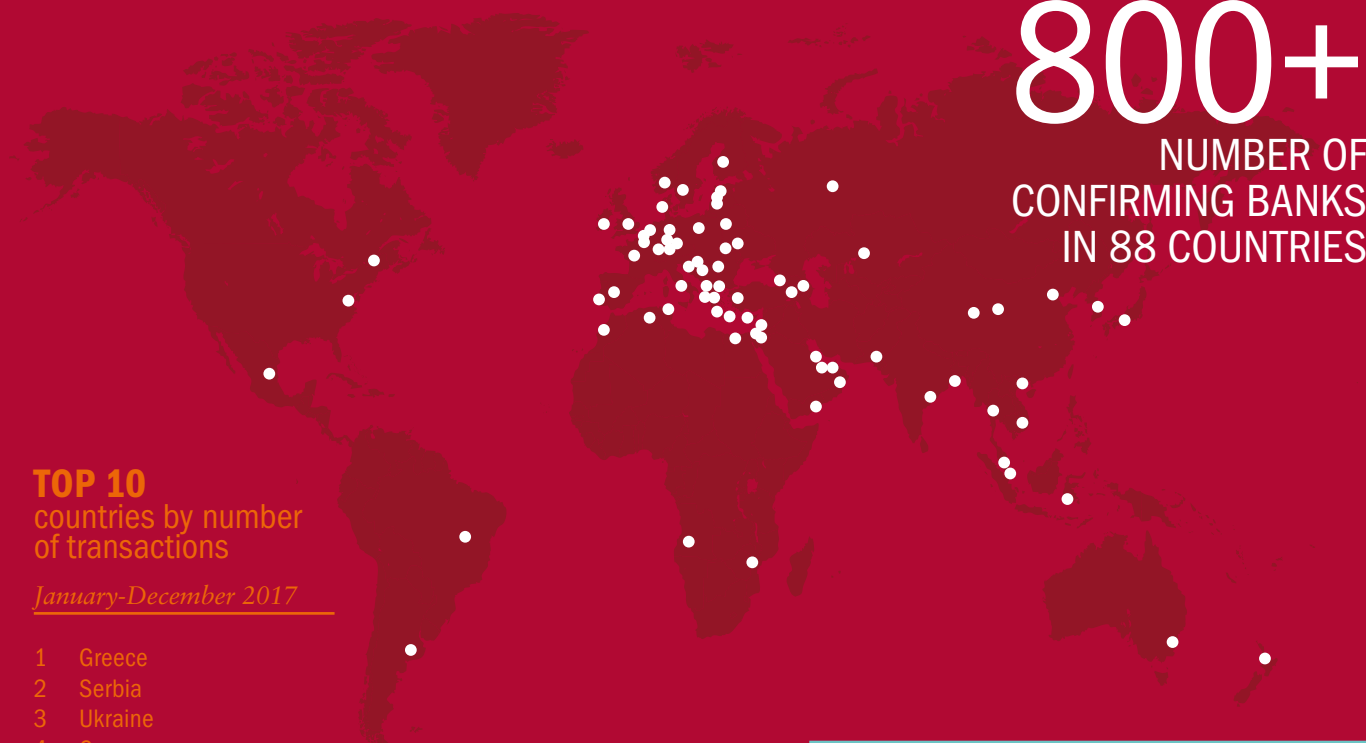 800+
NUMBER OF
CONFIRMING BANKS
IN 88 COUNTRIES
TOP 10
countries by number
of transactions
January-December 2017
1 Greece
2 Serbia
3 Ukraine